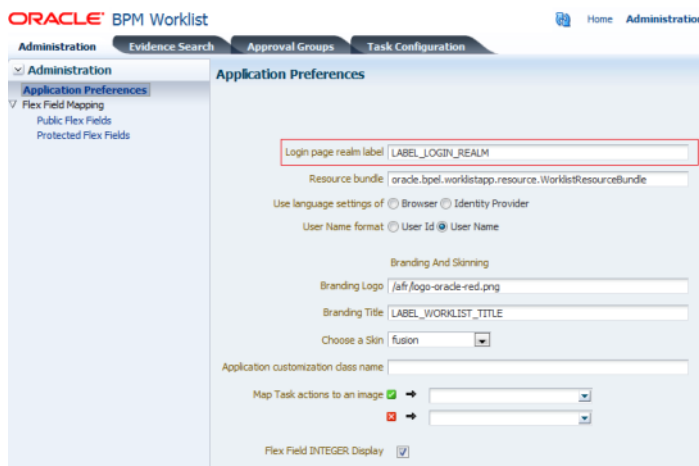 ORACLE BPM Worklist
Home Administration
Administration Evidence Search Approval Groups Task Configuration
Administration
Application Preferences
Flex Field Mapping
Public Flex Fields
Protected Flex Fields
Application Preferences
Login page realm label LABEL_LOGIN_REALM
Resource bundle oracle.bpel.worklistapp.resource.WorklistResourceBundle
Use language settings of Browser Identity Provider
User Name format User Id User Name
Branding And Skinning
Branding Logo /afr/logo-oracle-red.png
Branding Title LABEL_WORKLIST_TITLE
Choose a Skin fusion
Application customization class name
Map Task actions to an image
Flex Field INTEGER Display